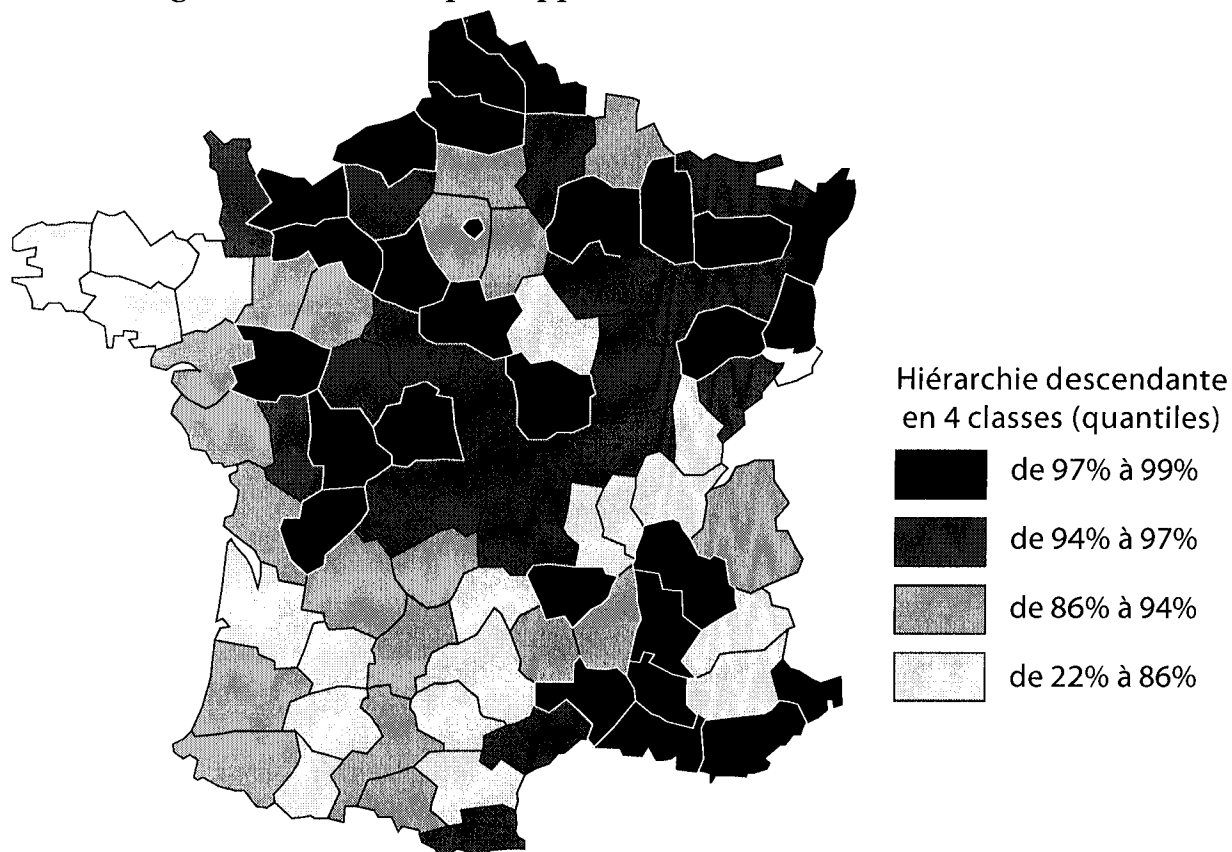 Hiérarchie descendante
en 4 classes (quantiles)
de 97% à 99%
de 94% à 97%
de 86% à 94%
de 22% à 86%